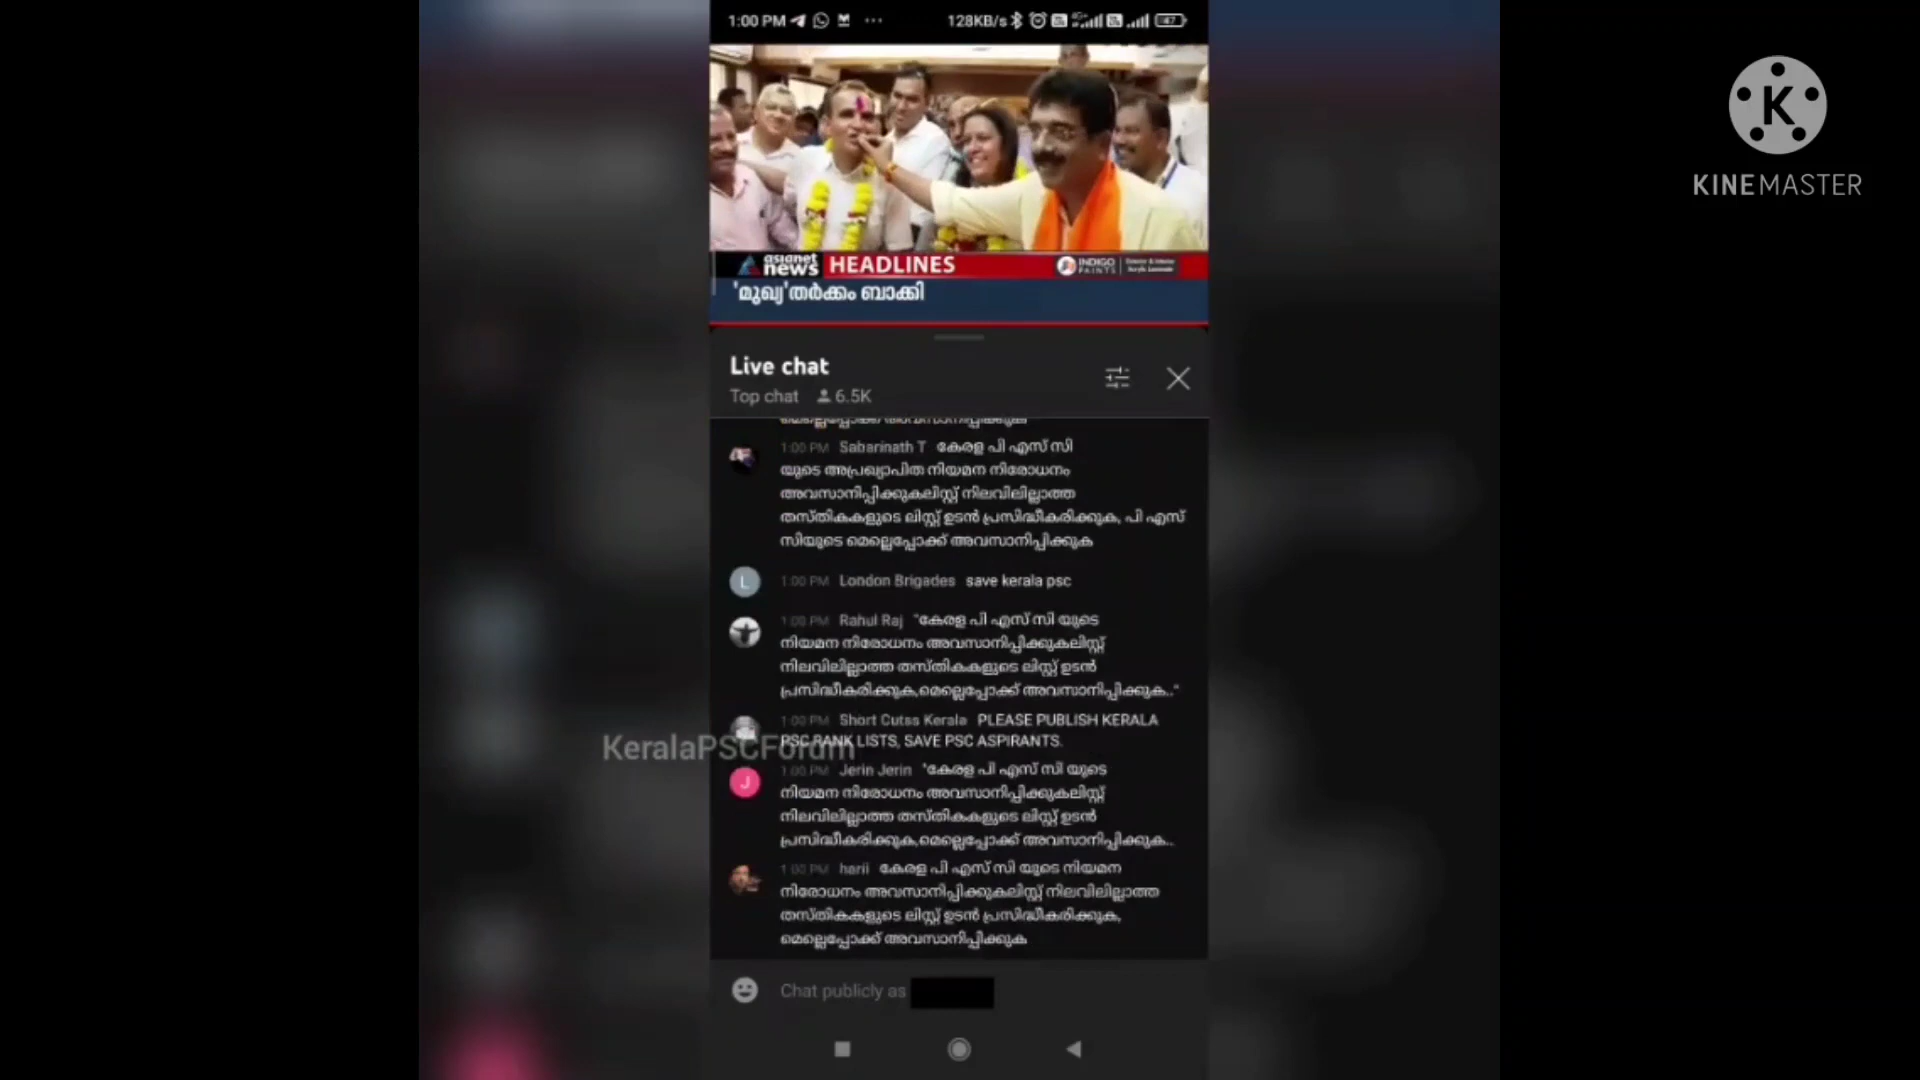 1:00 PM
128KB/s
47
K
KINEMASTER
asianet
news HEADLINES
INDIGO
PAINTS
'മുഖ്യ'തർക്കം ബാക്കി
Live chat
Top chat 6.5K
മെല്ലെപ്പോക്ക് അവസാനിപ്പിക്കുക
1:00 PM Sabarinath T കേരള പി എസ് സി
യുടെ അപ്രഖ്യാപിത നിയമന നിരോധനം
അവസാനിപ്പിക്കുകലിസ്റ്റ് നിലവിലില്ലാത്ത
തസ്തികകളുടെ ലിസ്റ്റ് ഉടൻ പ്രസിദ്ധീകരിക്കുക, പി എസ്
സിയുടെ മെല്ലെപ്പോക്ക് അവസാനിപ്പിക്കുക
L 1:00 PM London Brigades save kerala psc
1:00 PM Rahul Raj "കേരള പി എസ് സി യുടെ
നിയമന നിരോധനം അവസാനിപ്പിക്കുകലിസ്റ്റ്
നിലവിലില്ലാത്ത തസ്തികകളുടെ ലിസ്റ്റ് ഉടൻ
പ്രസിദ്ധീകരിക്കുക,മെല്ലെപ്പോക്ക് അവസാനിപ്പിക്കുക.."
1:00 PM Short Cutss Kerala PLEASE PUBLISH KERALA
PSC RANK LISTS, SAVE PSC ASPIRANTS.
KeralaPSCForum
J 1:00 PM Jerin Jerin "കേരള പി എസ് സി യുടെ
നിയമന നിരോധനം അവസാനിപ്പിക്കുകലിസ്റ്റ്
നിലവിലില്ലാത്ത തസ്തികകളുടെ ലിസ്റ്റ് ഉടൻ
പ്രസിദ്ധീകരിക്കുക,മെല്ലെപ്പോക്ക് അവസാനിപ്പിക്കുക..
1:00 PM harii കേരള പി എസ് സി യുടെ നിയമന
നിരോധനം അവസാനിപ്പിക്കുകലിസ്റ്റ് നിലവിലില്ലാത്ത
തസ്തികകളുടെ ലിസ്റ്റ് ഉടൻ പ്രസിദ്ധീകരിക്കുക,
മെല്ലെപ്പോക്ക് അവസാനിപ്പിക്കുക
Chat publicly as